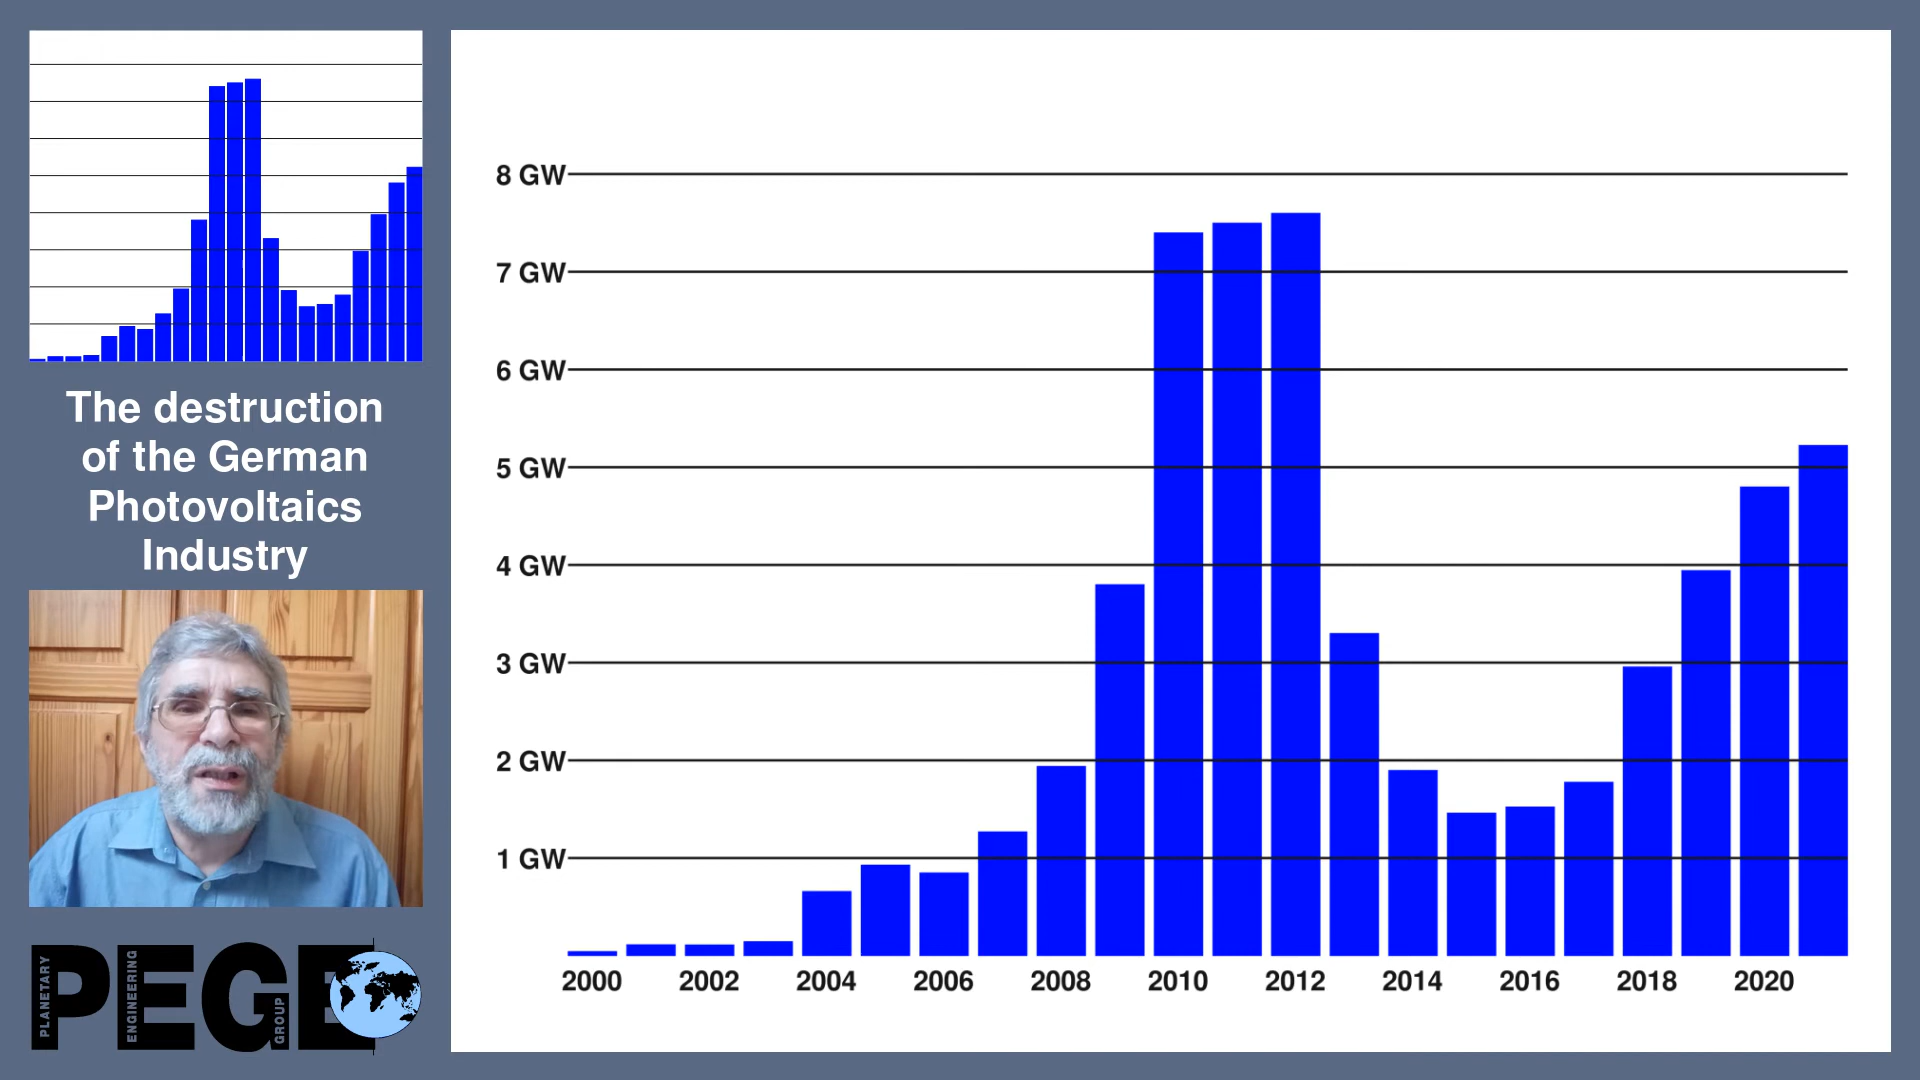 The destruction
of the German
Photovoltaics
Industry
PEGE
PLANETARY
ENGINEERING
GROUP
8 GW
7 GW
6 GW
5 GW
4 GW
3 GW
2 GW
1 GW
2000 2002 2004 2006 2008 2010 2012 2014 2016 2018 2020